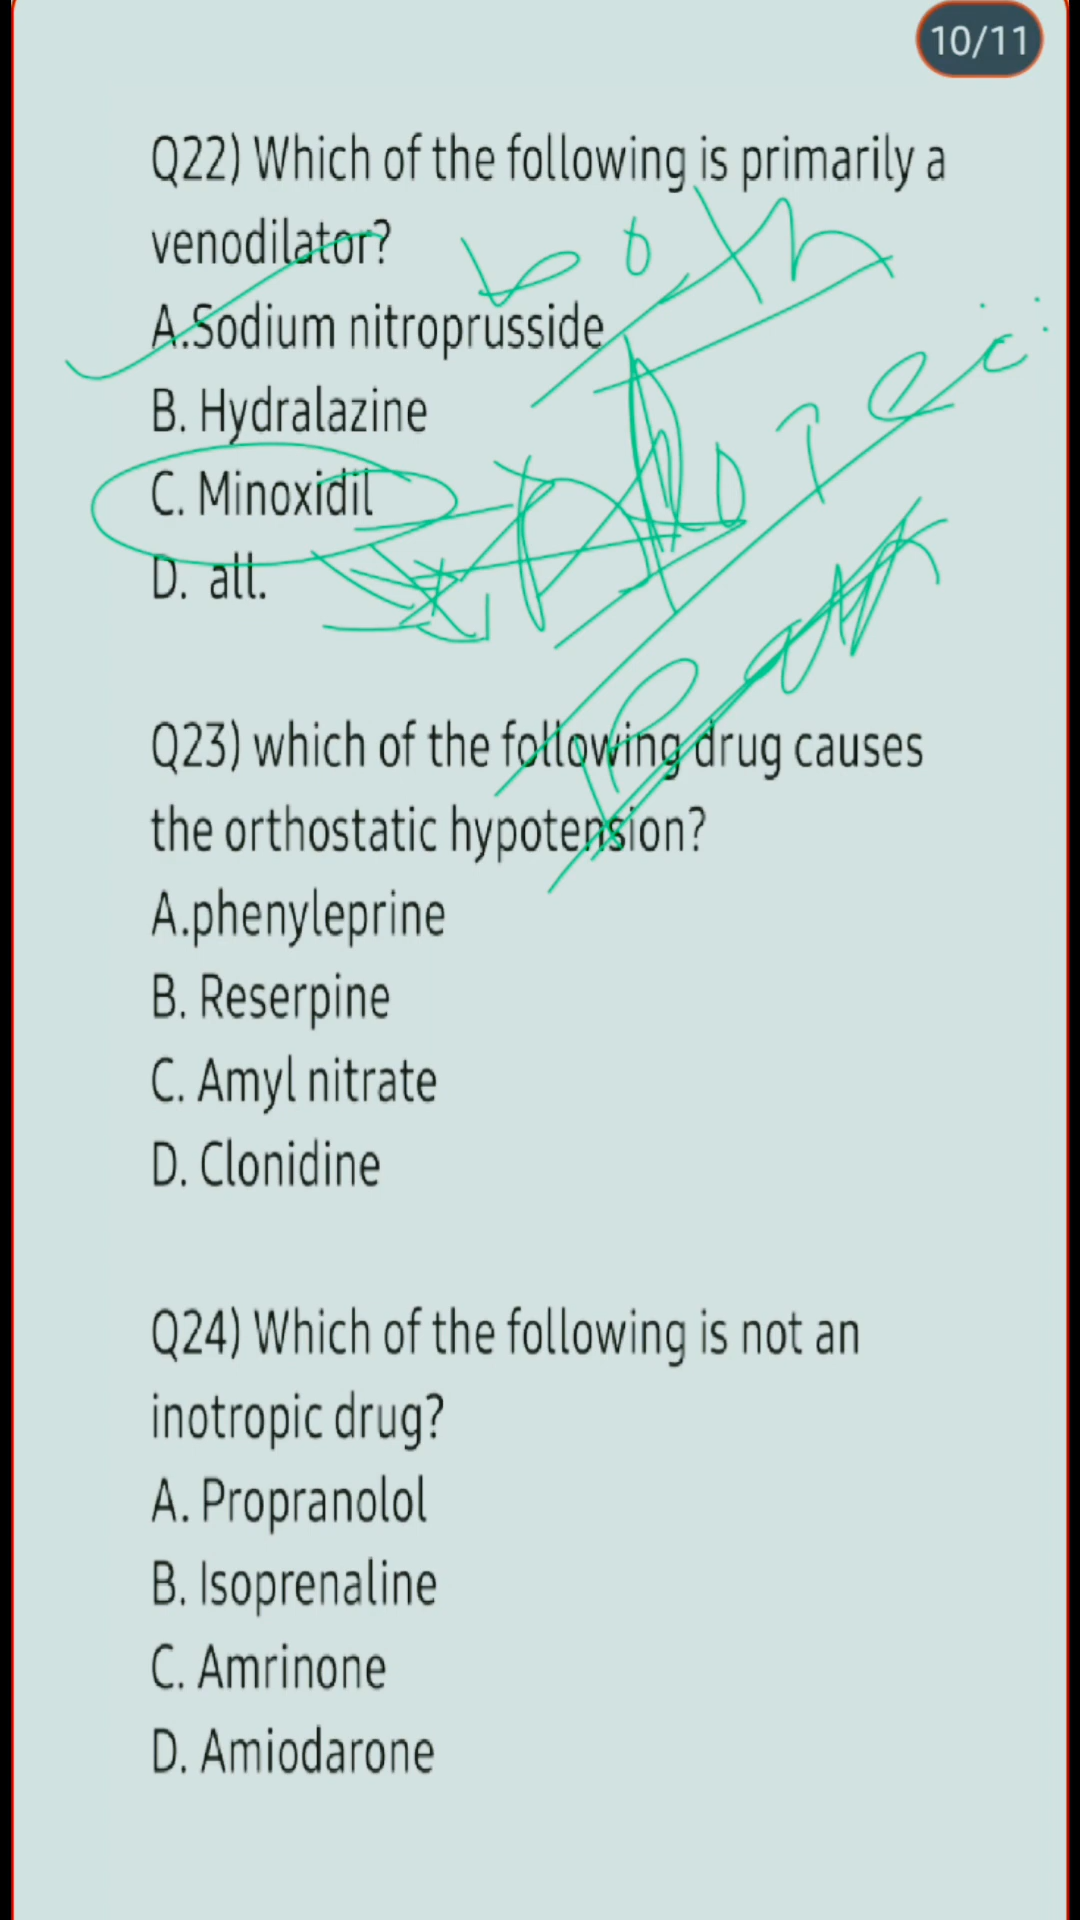 10/11
Q22) Which of the following is primarily a
venodilator?
both
A.Sodium nitroprusside
B. Hydralazine
C. Minoxidil
D. all.
Q23) which of the following drug causes
the orthostatic hypotension?
A.phenyleprine
B. Reserpine
C. Amyl nitrate
D. Clonidine
Q24) Which of the following is not an
inotropic drug?
A. Propranolol
B. Isoprenaline
C. Amrinone
D. Amiodarone